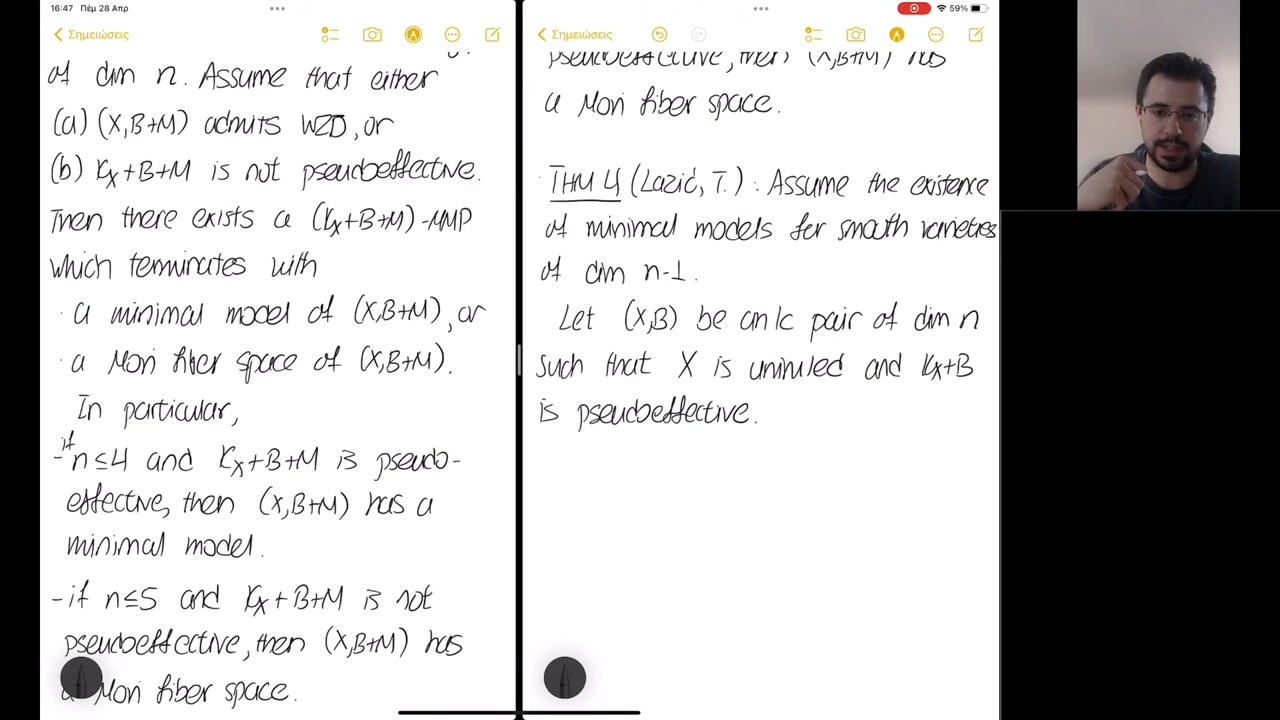 16:47 Πέμ 28 Απρ
59%
Σημειώσεις
of dim n. Assume that either
(a) (X,B+M) admits WZD, or
(b) K_X+B+M is not pseudoeffective.
Then there exists a (K_X+B+M)-MMP
which terminates with
· a minimal model of (X,B+M), or
· a Mori fiber space of (X,B+M).
In particular,
- if n≤4 and K_X+B+M is pseudo-
effective, then (X,B+M) has a
minimal model.
- if n≤5 and K_X+B+M is not
pseudoeffective, then (X,B+M) has
a Mori fiber space.
Σημειώσεις
pseudoeffective, then (X,B+M) has
a Mori fiber space.
· THM 4 (Lazić, T.) : Assume the existence
of minimal models for smooth varieties
of dim n-1.
Let (X,B) be an lc pair of dim n
such that X is uniruled and K_X+B
is pseudoeffective.